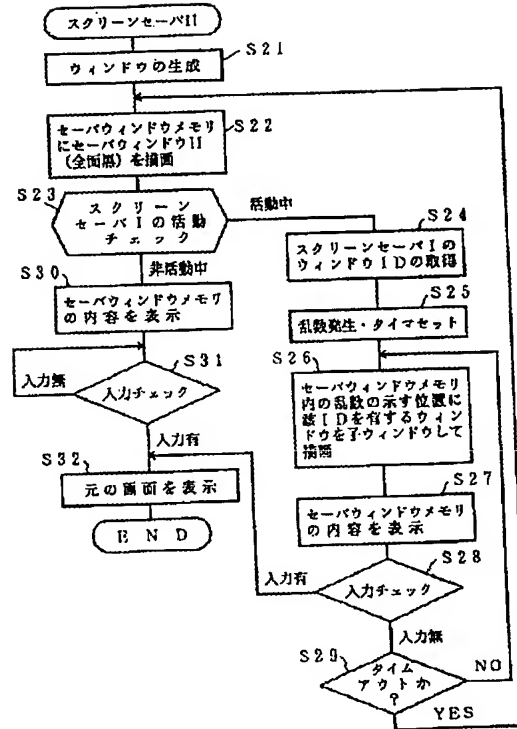 スクリーンセーバII
S21
ウィンドウの生成
セーバウィンドウメモリ
にセーバウィンドウII
(全面黒)を描画
S22
S23
スクリーン
セーバIの活動
チェック
活動中
非活動中
S24
スクリーンセーバIの
ウィンドウIDの取得
S25
乱数発生・タイマセット
S30
セーバウィンドウメモリ
の内容を表示
S26
セーバウィンドウメモリ
内の乱数の示す位置に
該IDを有するウィン
ドウを子ウィンドウして
描画
S31
入力無
入力チェック
入力有
S32
元の画面を表示
END
S27
セーバウィンドウメモリ
の内容を表示
S28
入力有
入力チェック
入力無
S29
タイム
アウトか
?
NO
YES